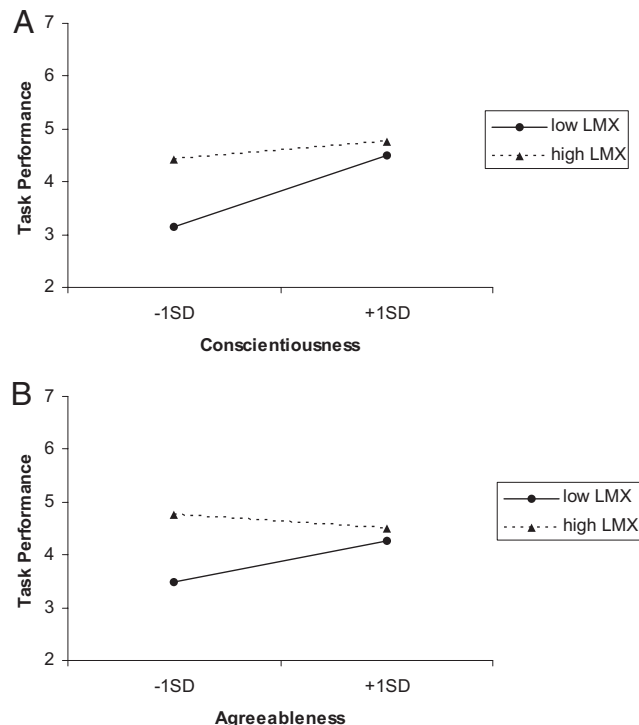 A
7
6
5
4
3
2
Task Performance
-1SD
+1SD
Conscientiousness
low LMX
high LMX
B
7
6
5
4
3
2
Task Performance
-1SD
+1SD
Agreeableness
low LMX
high LMX